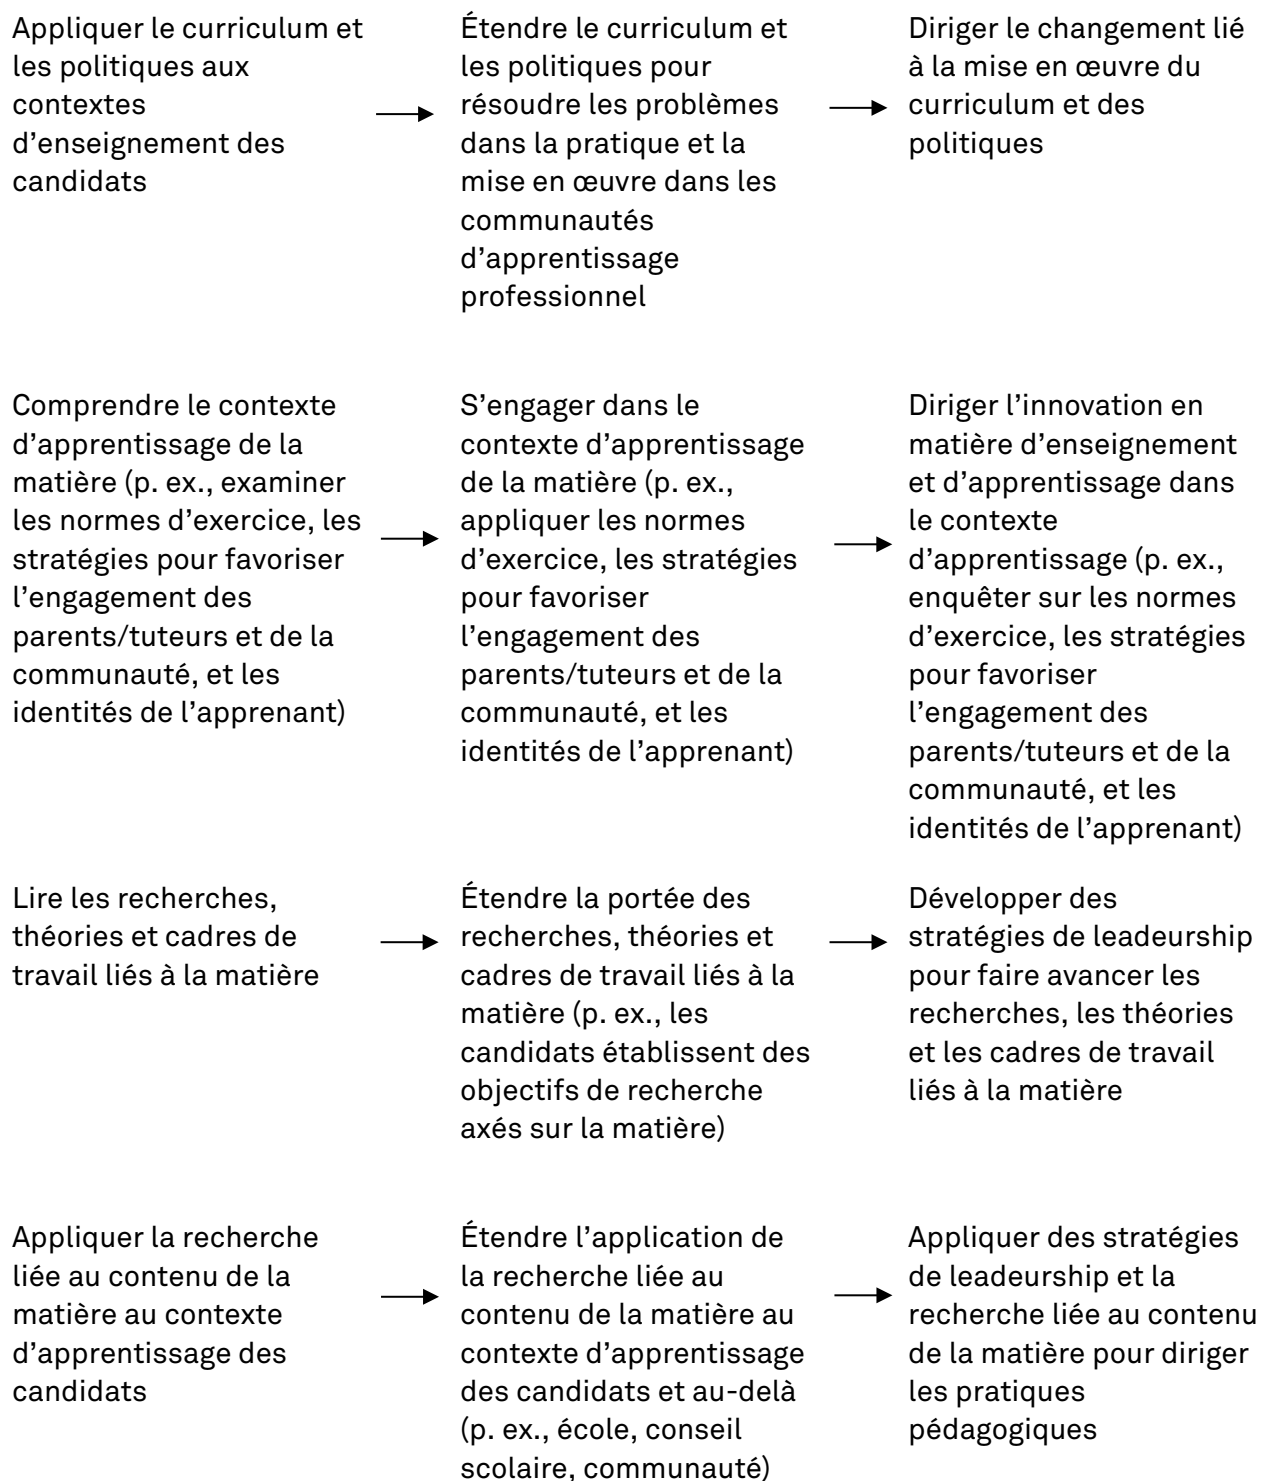 Appliquer le curriculum et
les politiques aux
contextes
d’enseignement des
candidats
Étendre le curriculum et
les politiques pour
résoudre les problèmes
dans la pratique et la
mise en œuvre dans les
communautés
d’apprentissage
professionnel
Diriger le changement lié
à la mise en œuvre du
curriculum et des
politiques
Comprendre le contexte
d’apprentissage de la
matière (p. ex., examiner
les normes d’exercice, les
stratégies pour favoriser
l’engagement des
parents/tuteurs et de la
communauté, et les
identités de l’apprenant)
S’engager dans le
contexte d’apprentissage
de la matière (p. ex.,
appliquer les normes
d’exercice, les stratégies
pour favoriser
l’engagement des
parents/tuteurs et de la
communauté, et les
identités de l’apprenant)
Diriger l’innovation en
matière d’enseignement
et d’apprentissage dans
le contexte
d’apprentissage (p. ex.,
enquêter sur les normes
d’exercice, les stratégies
pour favoriser
l’engagement des
parents/tuteurs et de la
communauté, et les
identités de l’apprenant)
Lire les recherches,
théories et cadres de
travail liés à la matière
Étendre la portée des
recherches, théories et
cadres de travail liés à la
matière (p. ex., les
candidats établissent des
objectifs de recherche
axés sur la matière)
Développer des
stratégies de leadeurship
pour faire avancer les
recherches, les théories
et les cadres de travail
liés à la matière
Appliquer la recherche
liée au contenu de la
matière au contexte
d’apprentissage des
candidats
Étendre l’application de
la recherche liée au
contenu de la matière au
contexte d’apprentissage
des candidats et au-delà
(p. ex., école, conseil
scolaire, communauté)
Appliquer des stratégies
de leadeurship et la
recherche liée au contenu
de la matière pour diriger
les pratiques
pédagogiques